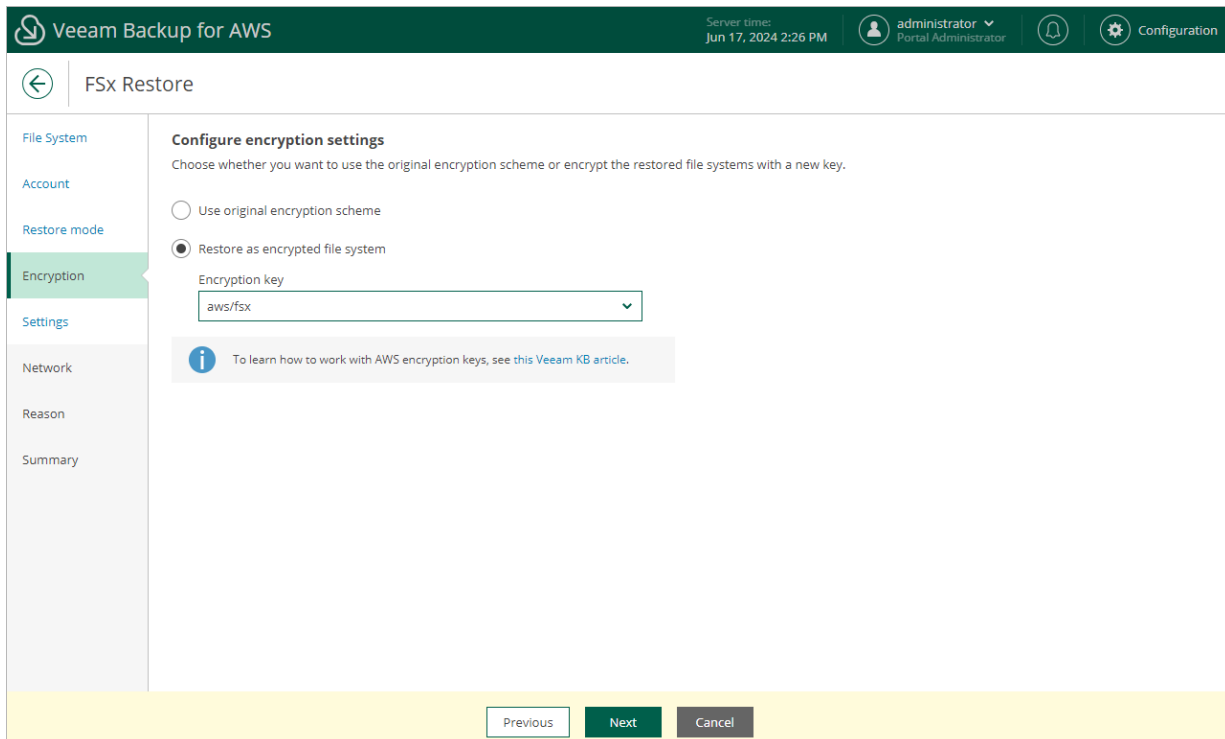 Veeam Backup for AWS
Server time:
Jun 17, 2024 2:26 PM
administrator
Portal Administrator
Configuration
FSx Restore
File System
Account
Restore mode
Encryption
Settings
Network
Reason
Summary
Configure encryption settings
Choose whether you want to use the original encryption scheme or encrypt the restored file systems with a new key.
Use original encryption scheme
Restore as encrypted file system
Encryption key
aws/fsx
To learn how to work with AWS encryption keys, see this Veeam KB article.
Previous
Next
Cancel